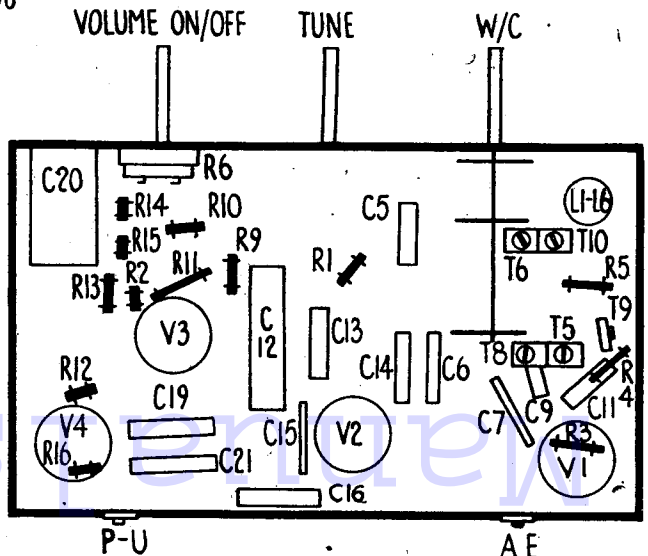 VOLUME ON/OFF TUNE W/C
C20
R6
R14 R10
R15
C5
L1-L6
T10
T6
R9
R11
R2
R13
R1
R5
T9
V3
C12
C13
C14
C6
T8
T5
R4
R12
C19
C9
C11
C7
V4
R16
C15
V2
R3
V1
C21
C16
P-U AE